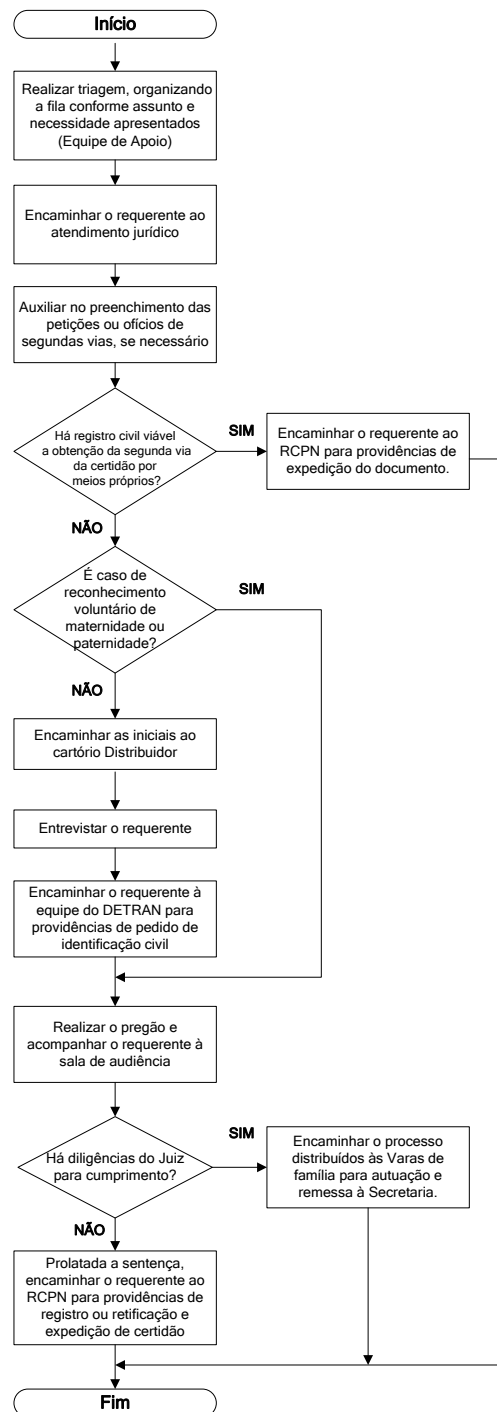 Início
Realizar triagem, organizando
a fila conforme assunto e
necessidade apresentados
(Equipe de Apoio)
Encaminhar o requerente ao
atendimento jurídico
Auxiliar no preenchimento das
petições ou ofícios de
segundas vias, se necessário
Há registro civil viável
a obtenção da segunda via
da certidão por
meios próprios?
SIM
Encaminhar o requerente ao
RCPN para providências de
expedição do documento.
NÃO
É caso de
reconhecimento
voluntário de
maternidade ou
paternidade?
SIM
NÃO
Encaminhar as iniciais ao
cartório Distribuidor
Entrevistar o requerente
Encaminhar o requerente à
equipe do DETRAN para
providências de pedido de
identificação civil
Realizar o pregão e
acompanhar o requerente à
sala de audiência
Há diligências do Juiz
para cumprimento?
SIM
Encaminhar o processo
distribuídos às Varas de
família para autuação e
remessa à Secretaria.
NÃO
Prolatada a sentença,
encaminhar o requerente ao
RCPN para providências de
registro ou retificação e
expedição de certidão
Fim